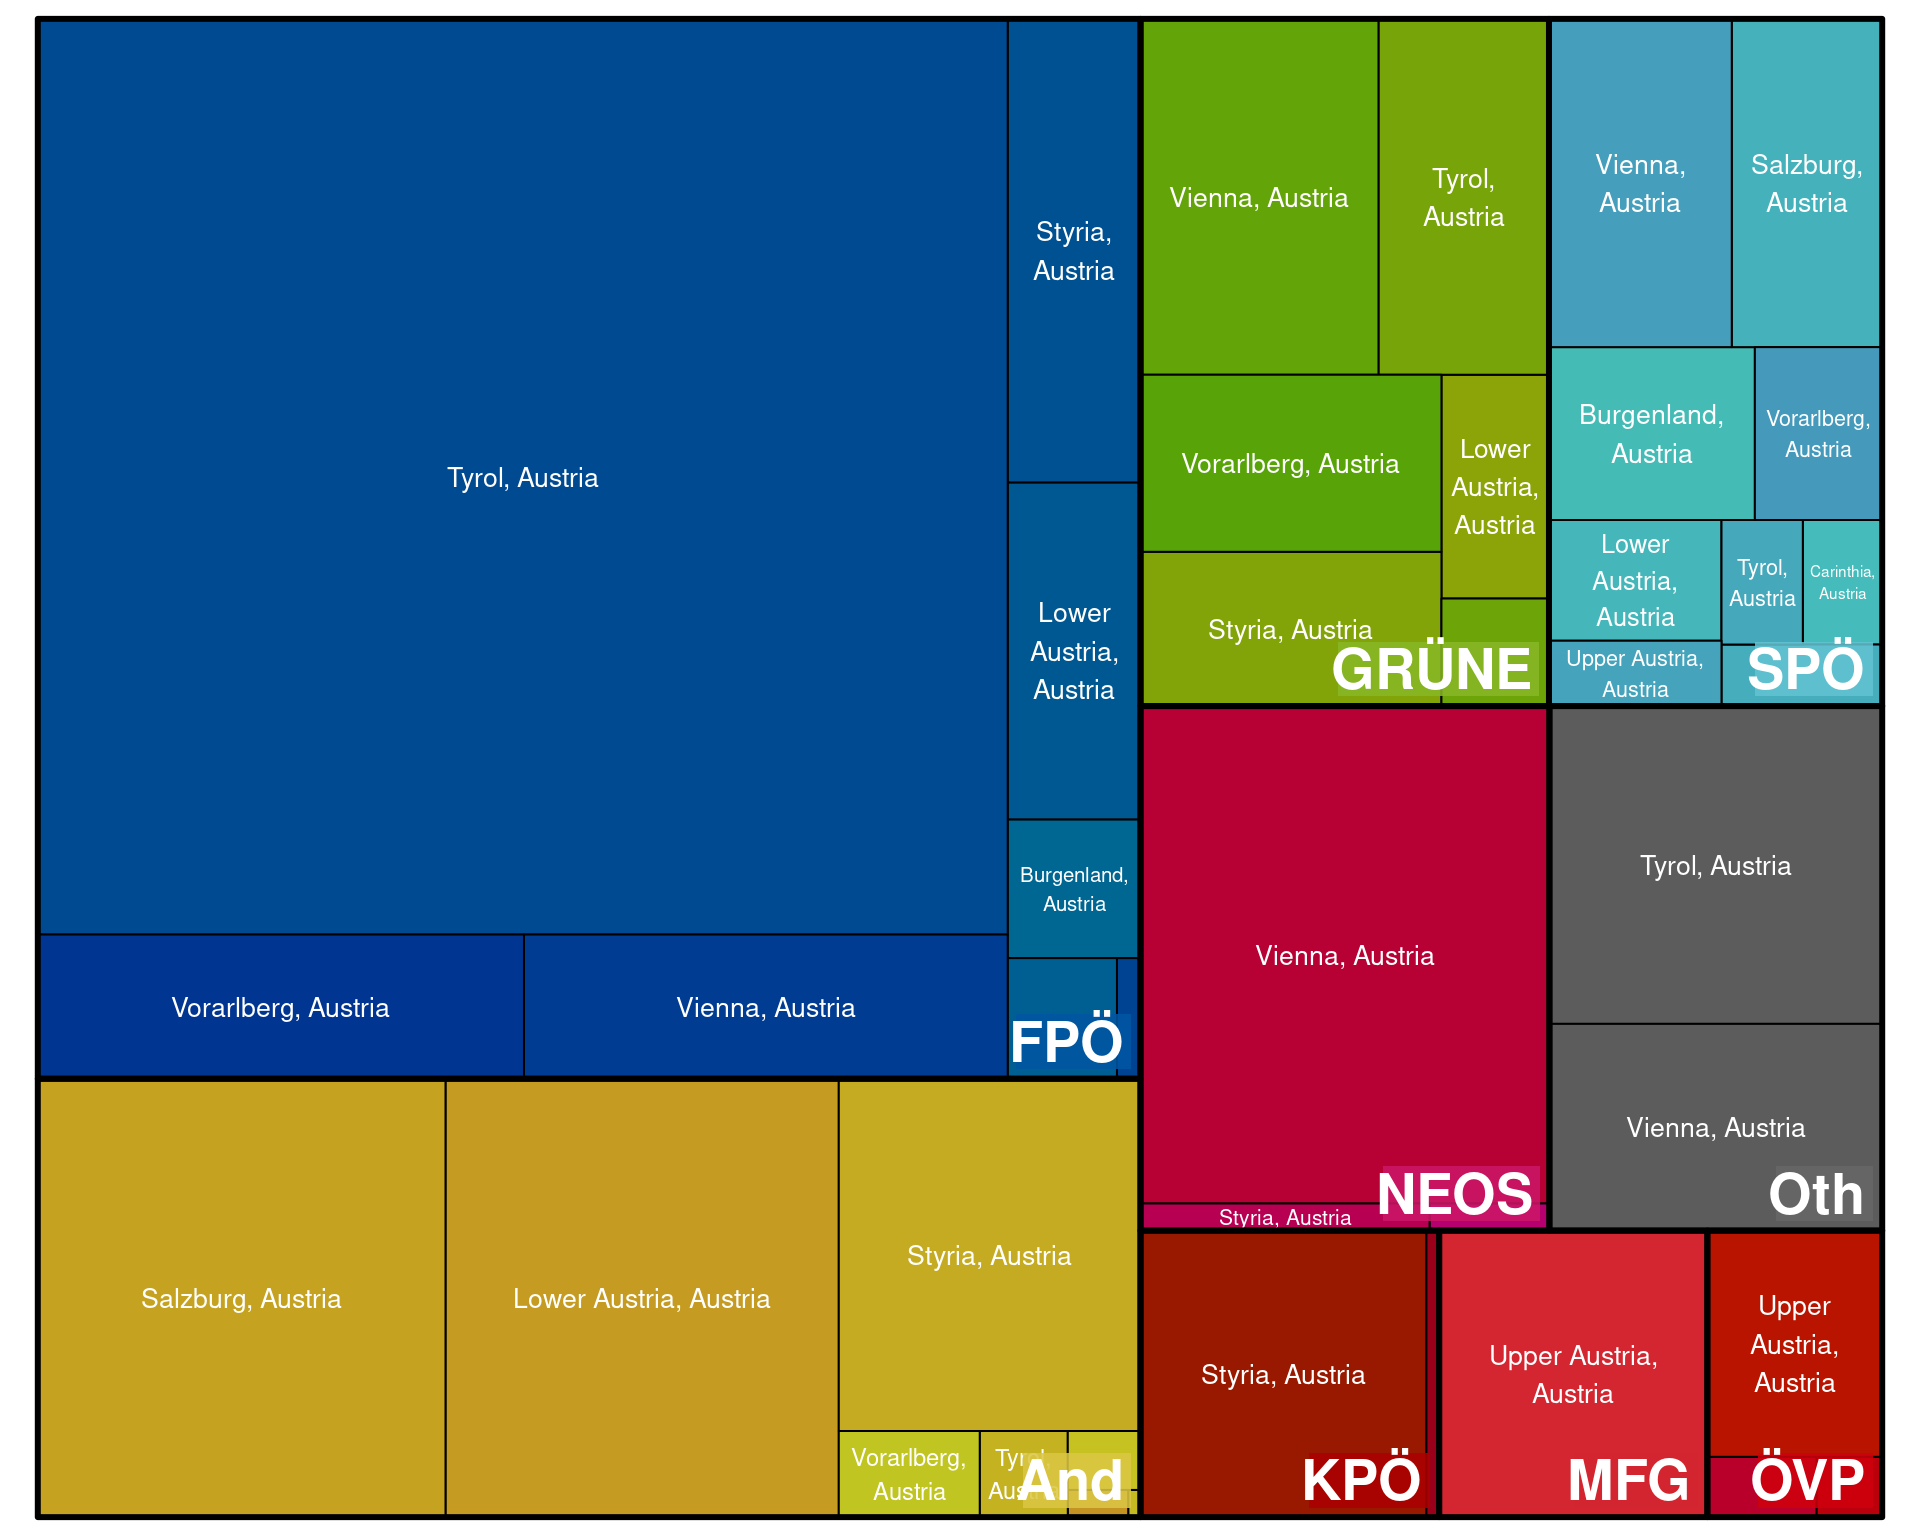 Tyrol, Austria
Styria,
Austria
Lower
Austria,
Austria
Burgenland,
Austria
Vorarlberg, Austria
Vienna, Austria
FPÖ
Salzburg, Austria
Lower Austria, Austria
Styria, Austria
Vorarlberg,
Austria
Tyrol
Aus
And
Vienna, Austria
Tyrol,
Austria
Vorarlberg, Austria
Lower
Austria,
Austria
Styria, Austria
GRÜNE
Vienna,
Austria
Salzburg,
Austria
Burgenland,
Austria
Vorarlberg,
Austria
Lower
Austria,
Austria
Tyrol,
Austria
Carinthia,
Austria
Upper Austria,
Austria
SPÖ
Vienna, Austria
Styria, Austria
NEOS
Tyrol, Austria
Vienna, Austria
Oth
Styria, Austria
KPÖ
Upper Austria,
Austria
MFG
Upper
Austria,
Austria
ÖVP